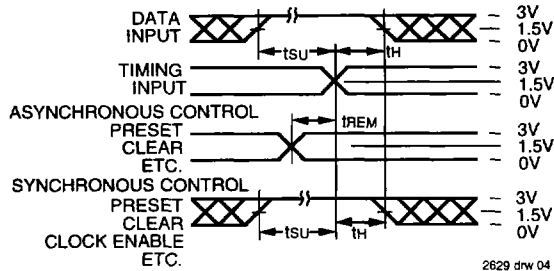 DATA
INPUT
3V
1.5V
0V
tSU
tH
TIMING
INPUT
3V
1.5V
0V
ASYNCHRONOUS CONTROL
PRESET
CLEAR
ETC.
tREM
3V
1.5V
0V
SYNCHRONOUS CONTROL
PRESET
CLEAR
CLOCK ENABLE
ETC.
tSU
tH
3V
1.5V
0V
2629 drw 04